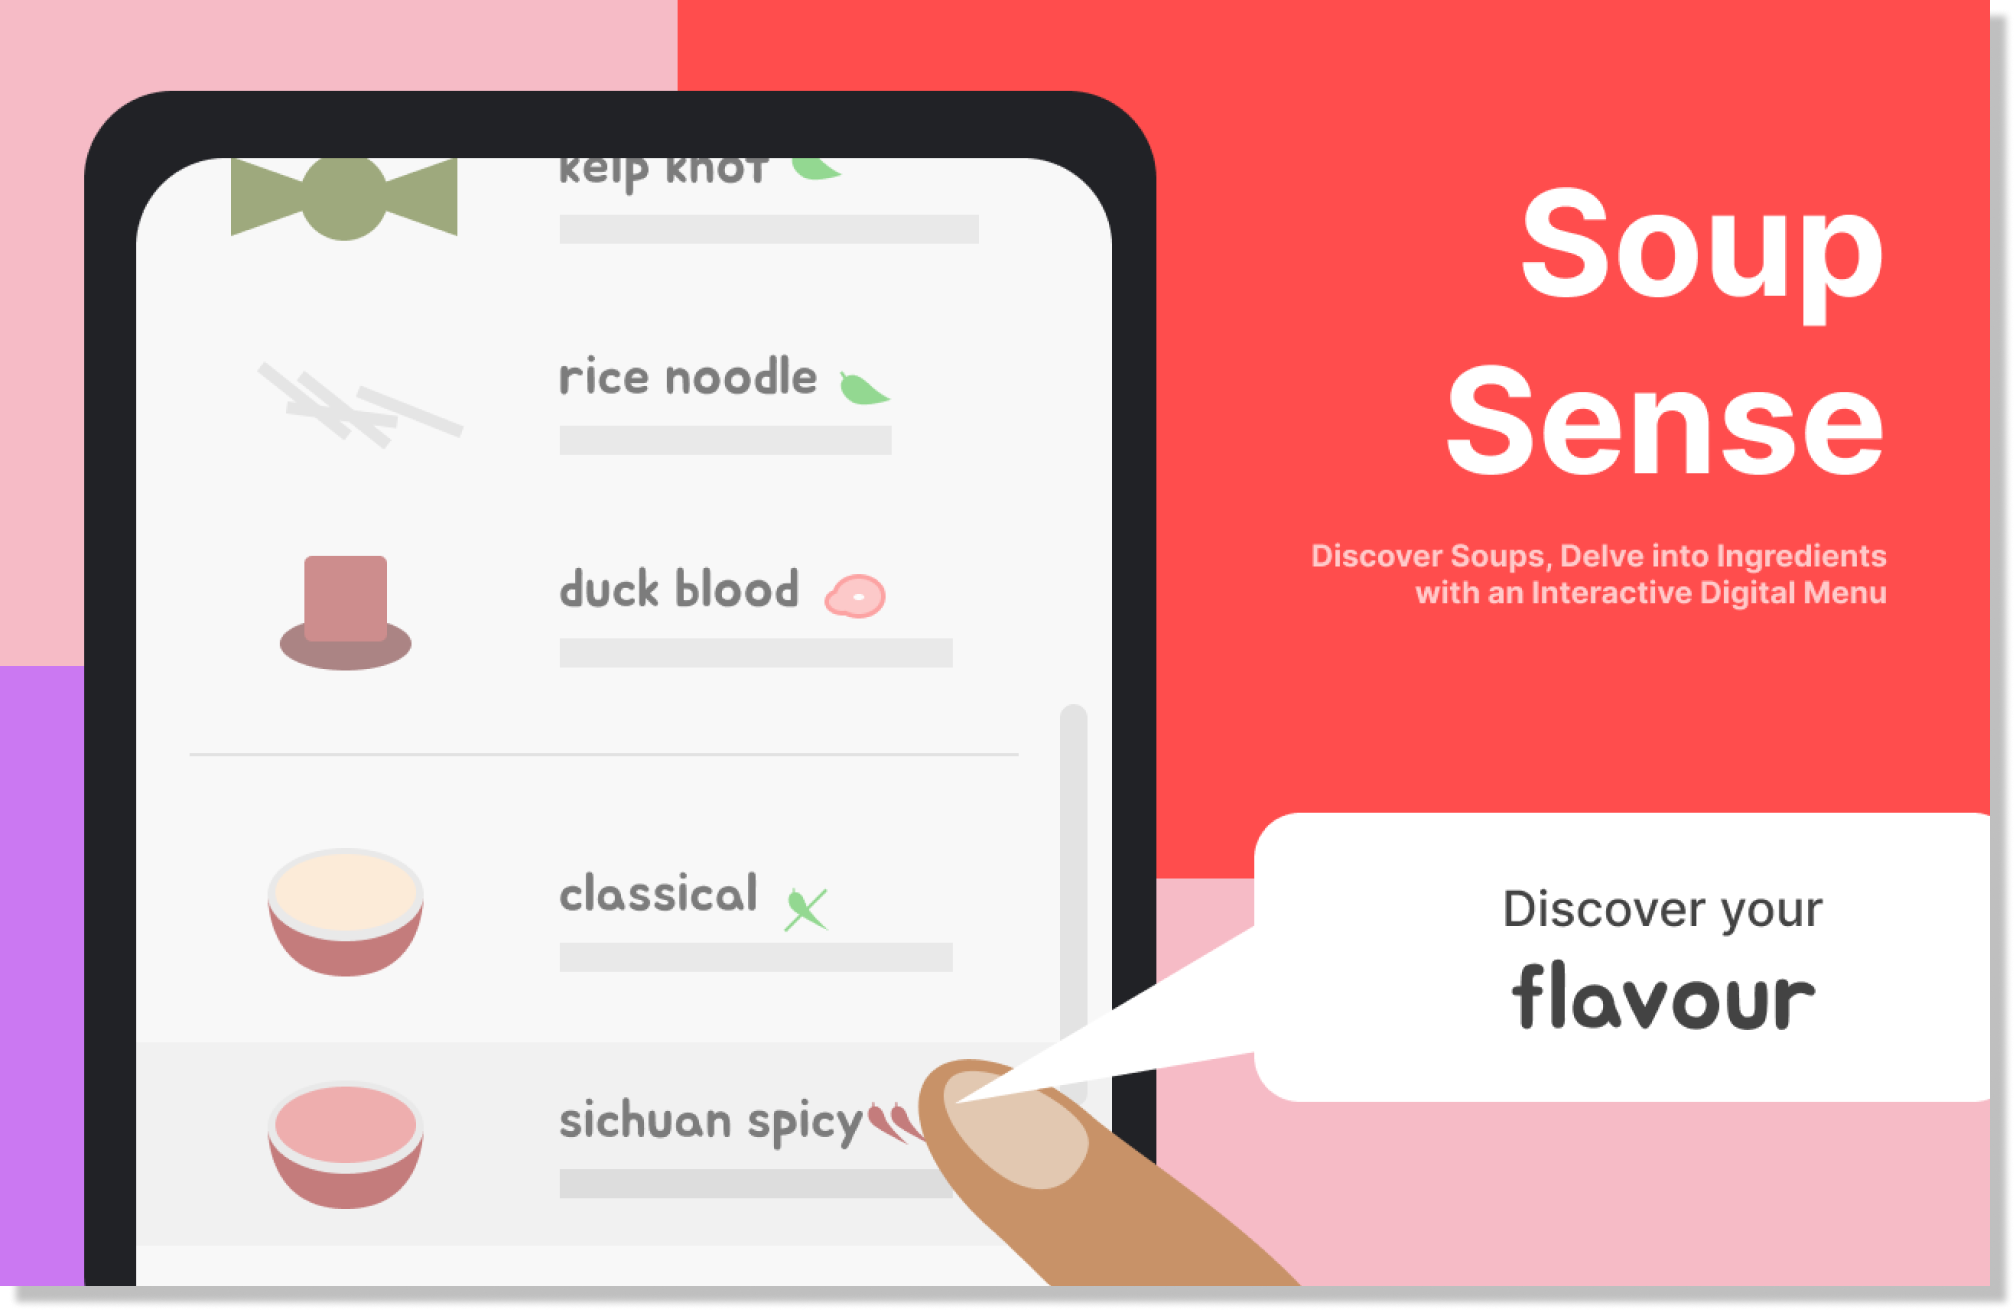 kelp knot
rice noodle
duck blood
classical
sichuan spicy
Soup
Sense
Discover Soups, Delve into Ingredients
with an Interactive Digital Menu
Discover your
flavour